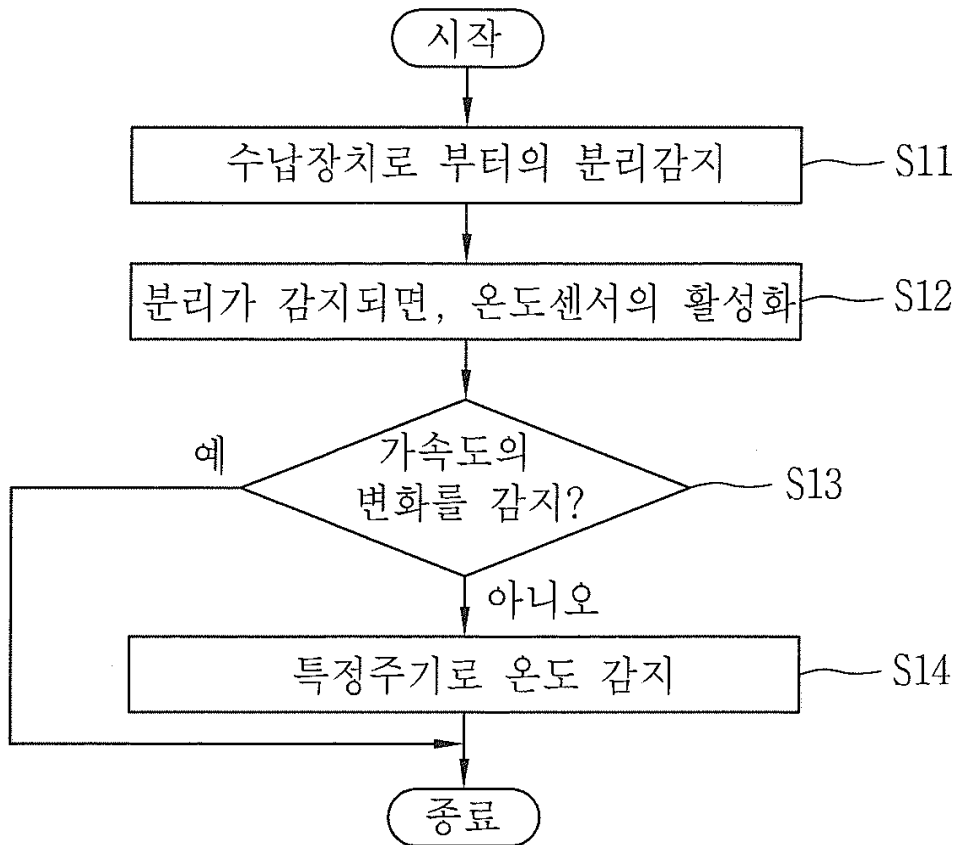 시작
수납장치로 부터의 분리감지
S11
분리가 감지되면, 온도센서의 활성화
S12
예
가속도의
변화를 감지?
S13
아니오
특정주기로 온도 감지
S14
종료